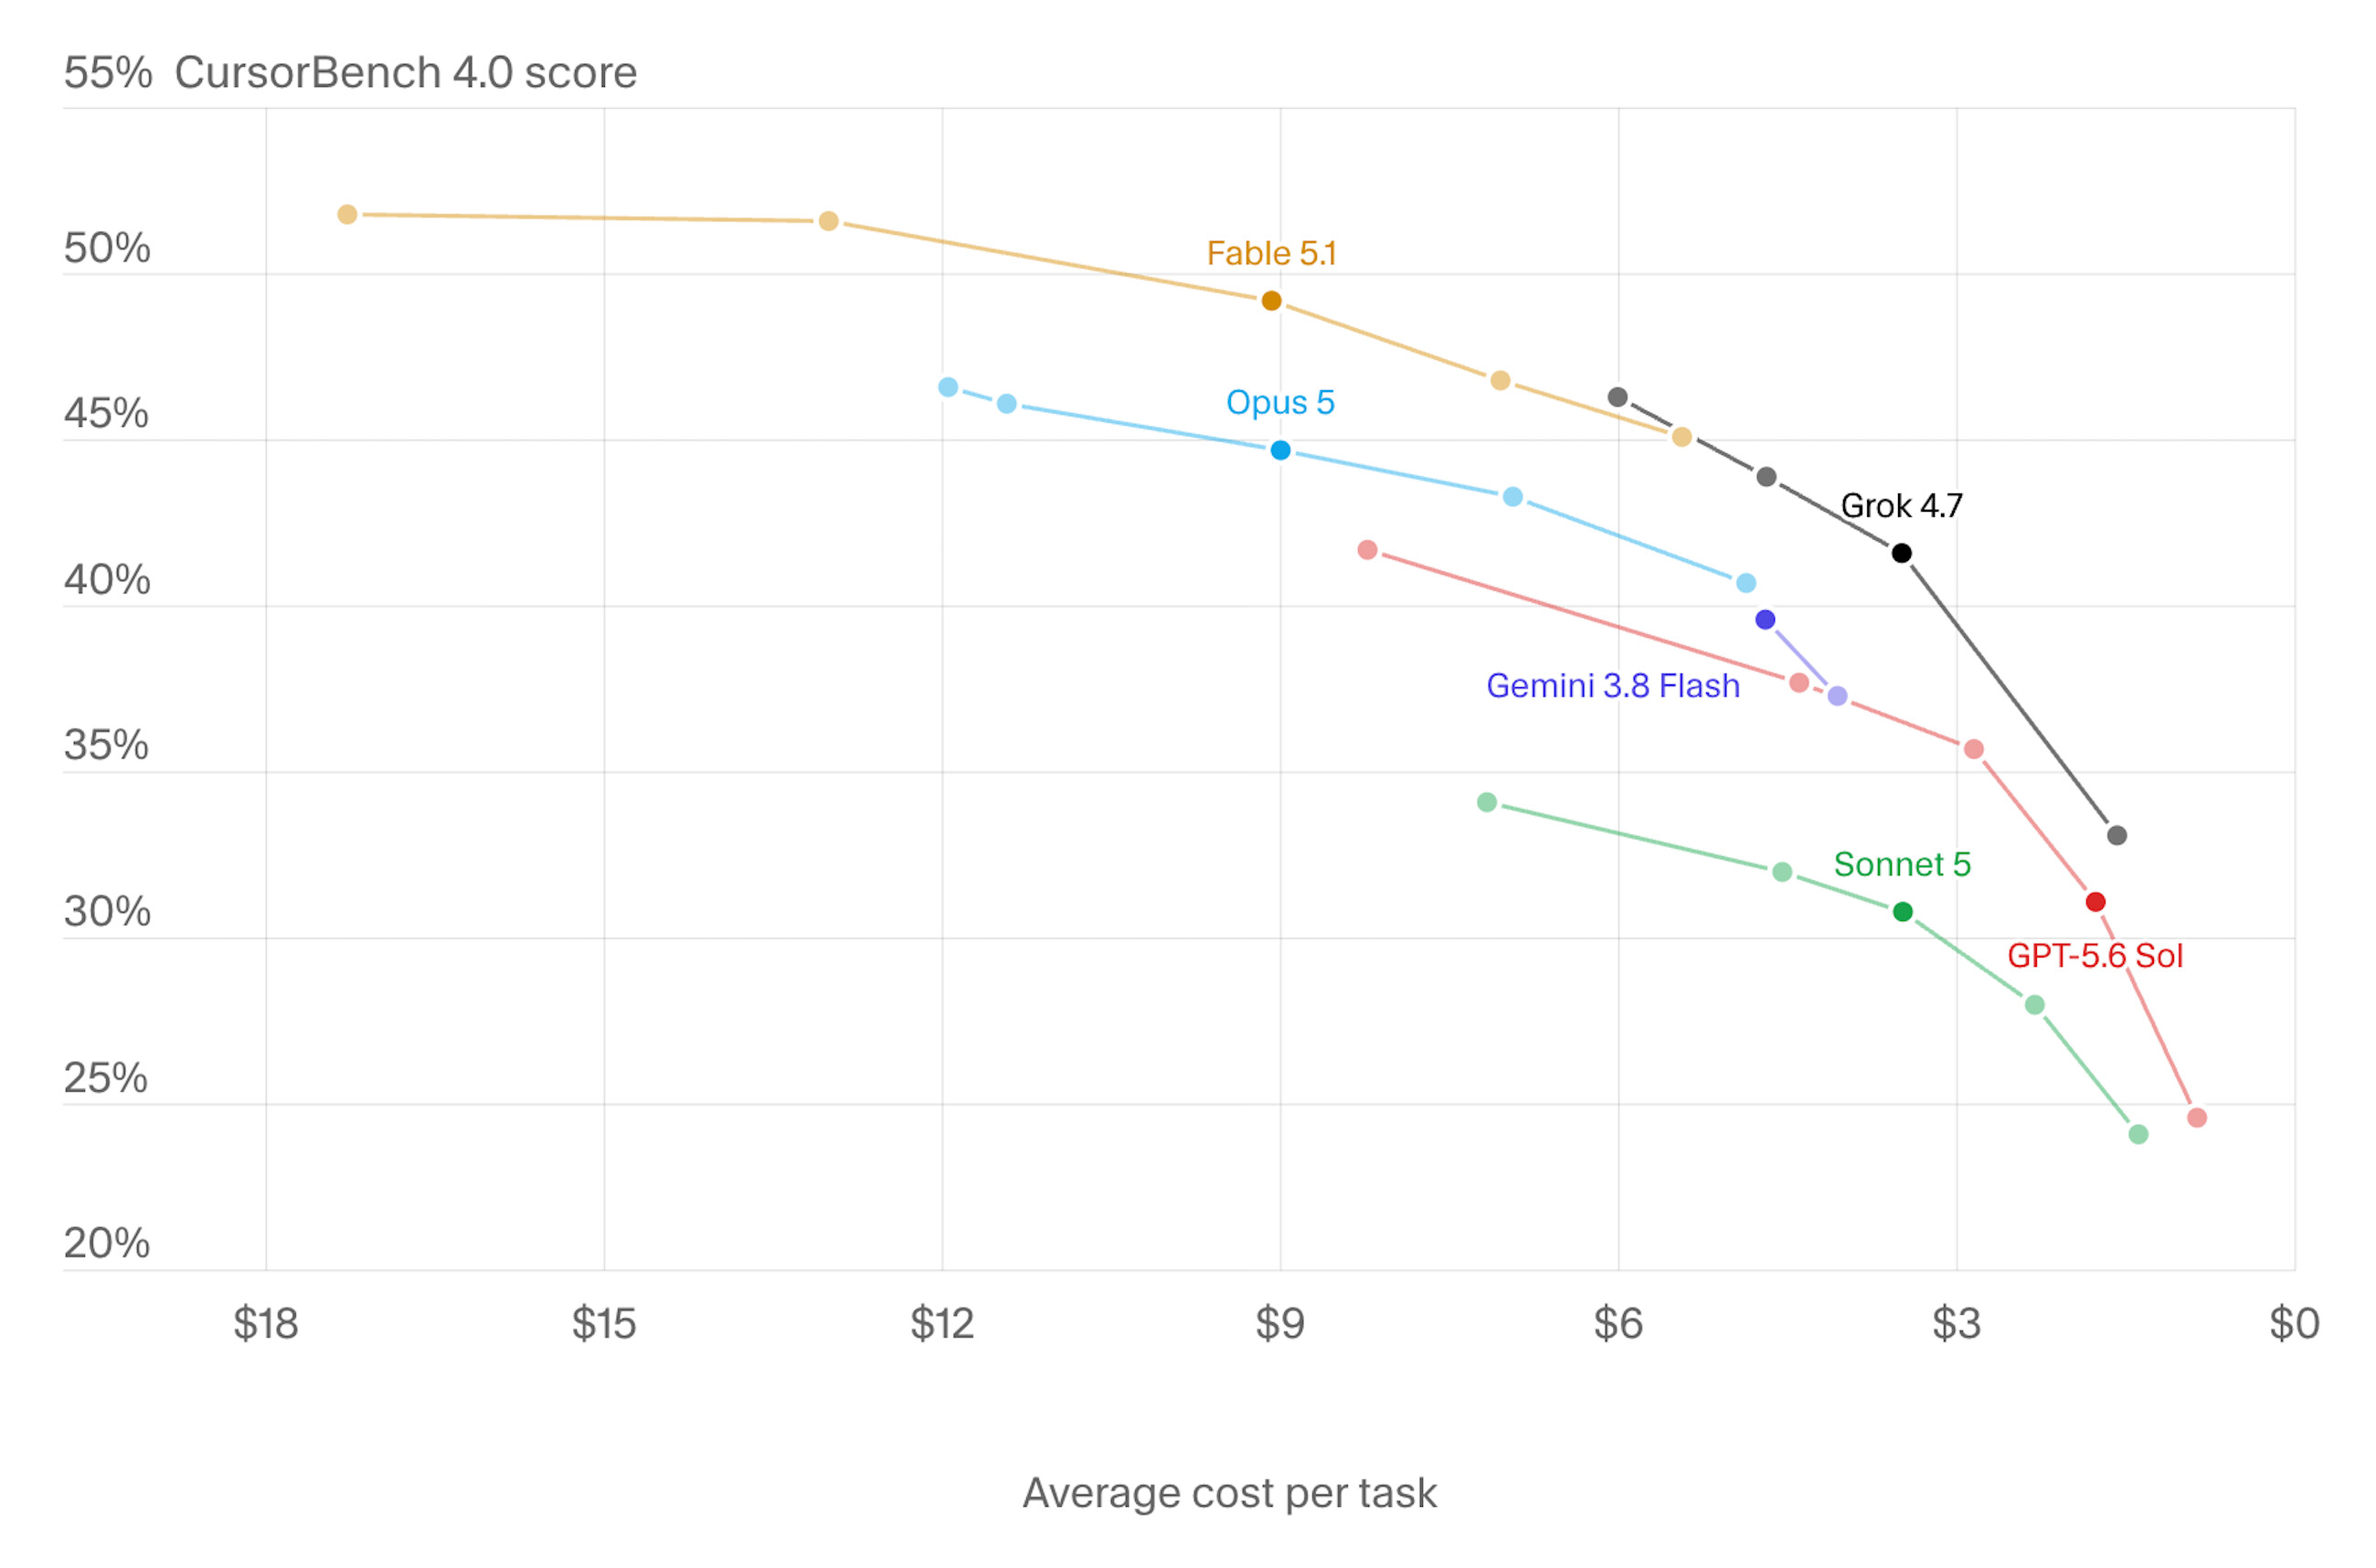 55% CursorBench 4.0 score
50%
Fable 5.1
45%
Opus 5
Grok 4.7
40%
Gemini 3.8 Flash
35%
Sonnet 5
30%
GPT-5.6 Sol
25%
20%
$18 $15 $12 $9 $6 $3 $0
Average cost per task